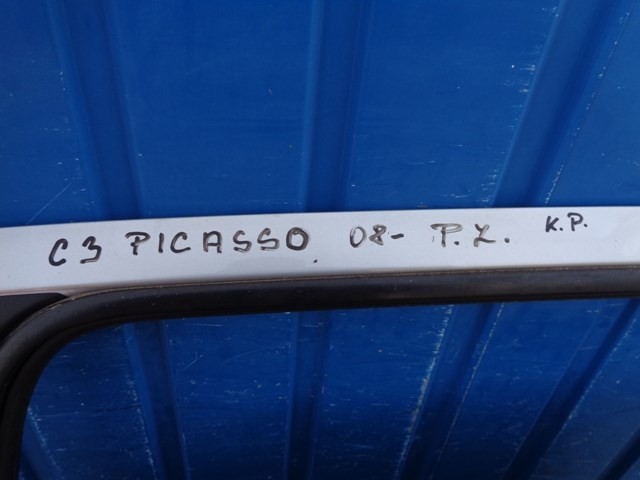 C3 PICASSO. 08- P.Z. K.P.